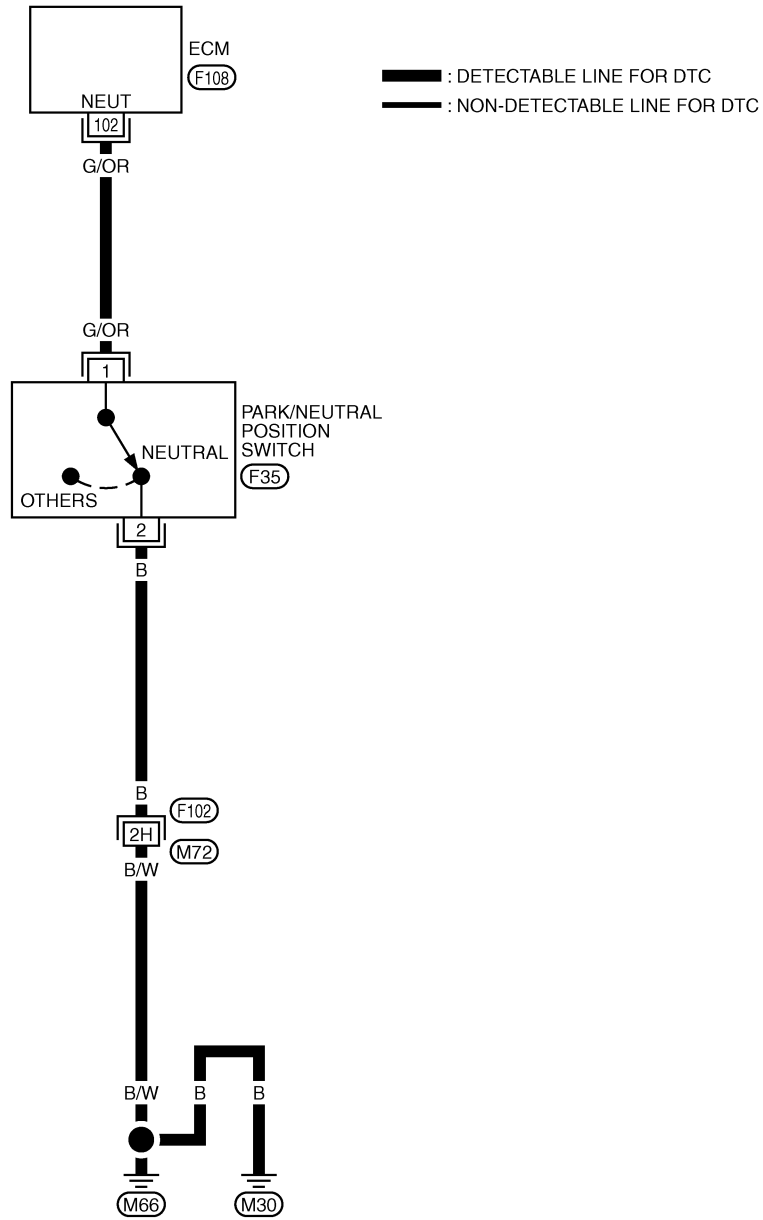 ECM
F108
NEUT
102
: DETECTABLE LINE FOR DTC
: NON-DETECTABLE LINE FOR DTC
G/OR
G/OR
1
PARK/NEUTRAL
POSITION
SWITCH
F35
NEUTRAL
OTHERS
2
B
B
F102
2H
M72
B/W
B/W
B
B
M66
M30